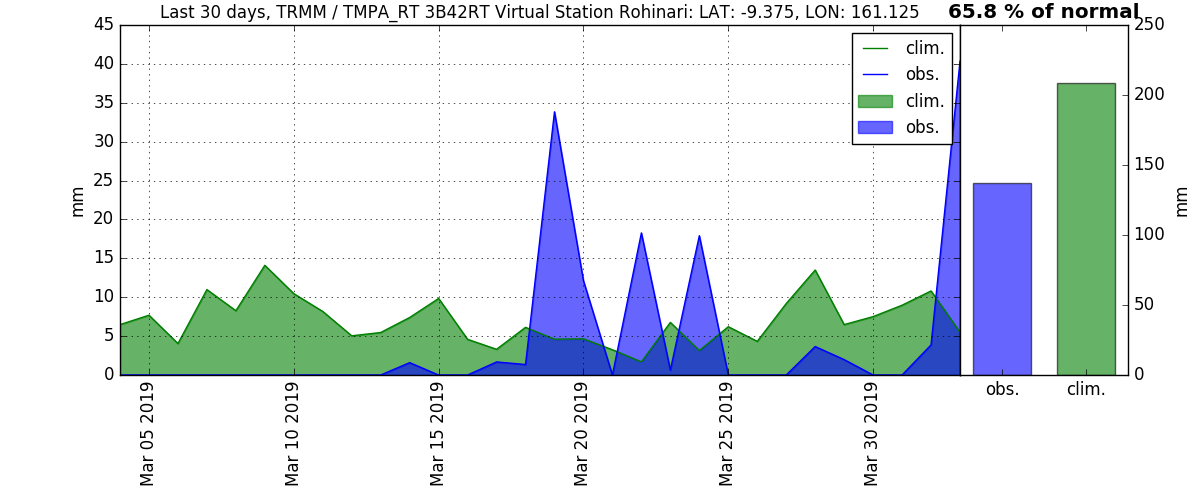 Last 30 days, TRMM / TMPA_RT 3B42RT Virtual Station Rohinari: LAT: -9.375, LON: 161.125
65.8 % of normal
45
40
35
30
25
20
15
10
5
0
mm
clim.
obs.
clim.
obs.
Mar 05 2019
Mar 10 2019
Mar 15 2019
Mar 20 2019
Mar 25 2019
Mar 30 2019
250
200
150
100
50
0
mm
obs.
clim.